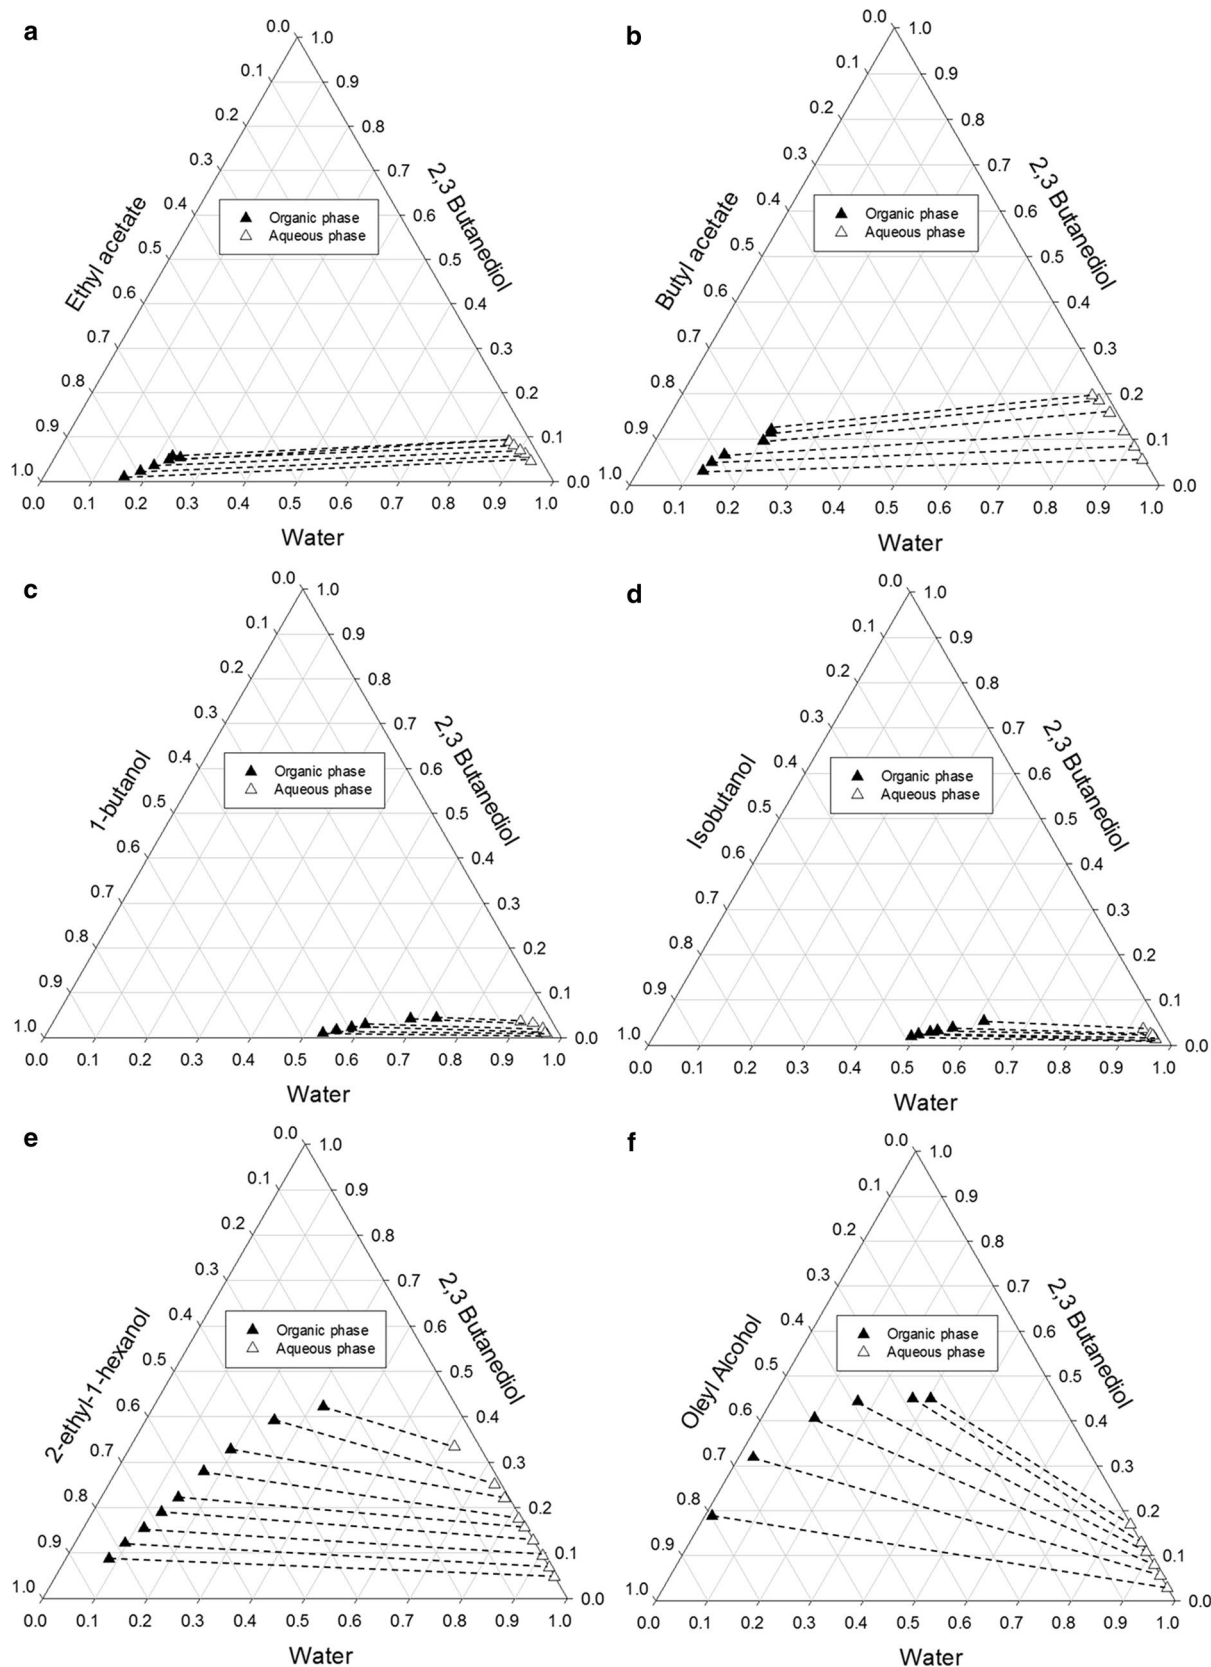 a
0.0 1.0
0.1 0.9
0.2 0.8
0.3 0.7
0.4 0.6
0.5 0.5
0.6 0.4
0.7 0.3
0.8 0.2
0.9 0.1
1.0 0.0
0.0 0.1 0.2 0.3 0.4 0.5 0.6 0.7 0.8 0.9 1.0
Ethyl acetate
2,3 Butanediol
Organic phase
Aqueous phase
Water
b
0.0 1.0
0.1 0.9
0.2 0.8
0.3 0.7
0.4 0.6
0.5 0.5
0.6 0.4
0.7 0.3
0.8 0.2
0.9 0.1
1.0 0.0
0.0 0.1 0.2 0.3 0.4 0.5 0.6 0.7 0.8 0.9 1.0
Butyl acetate
2,3 Butanediol
Organic phase
Aqueous phase
Water
c
0.0 1.0
0.1 0.9
0.2 0.8
0.3 0.7
0.4 0.6
0.5 0.5
0.6 0.4
0.7 0.3
0.8 0.2
0.9 0.1
1.0 0.0
0.0 0.1 0.2 0.3 0.4 0.5 0.6 0.7 0.8 0.9 1.0
1-butanol
2,3 Butanediol
Organic phase
Aqueous phase
Water
d
0.0 1.0
0.1 0.9
0.2 0.8
0.3 0.7
0.4 0.6
0.5 0.5
0.6 0.4
0.7 0.3
0.8 0.2
0.9 0.1
1.0 0.0
0.0 0.1 0.2 0.3 0.4 0.5 0.6 0.7 0.8 0.9 1.0
Isobutanol
2,3 Butanediol
Organic phase
Aqueous phase
Water
e
0.0 1.0
0.1 0.9
0.2 0.8
0.3 0.7
0.4 0.6
0.5 0.5
0.6 0.4
0.7 0.3
0.8 0.2
0.9 0.1
1.0 0.0
0.0 0.1 0.2 0.3 0.4 0.5 0.6 0.7 0.8 0.9 1.0
2-ethyl-1-hexanol
2,3 Butanediol
Organic phase
Aqueous phase
Water
f
0.0 1.0
0.1 0.9
0.2 0.8
0.3 0.7
0.4 0.6
0.5 0.5
0.6 0.4
0.7 0.3
0.8 0.2
0.9 0.1
1.0 0.0
0.0 0.1 0.2 0.3 0.4 0.5 0.6 0.7 0.8 0.9 1.0
Oleyl Alcohol
2,3 Butanediol
Organic phase
Aqueous phase
Water